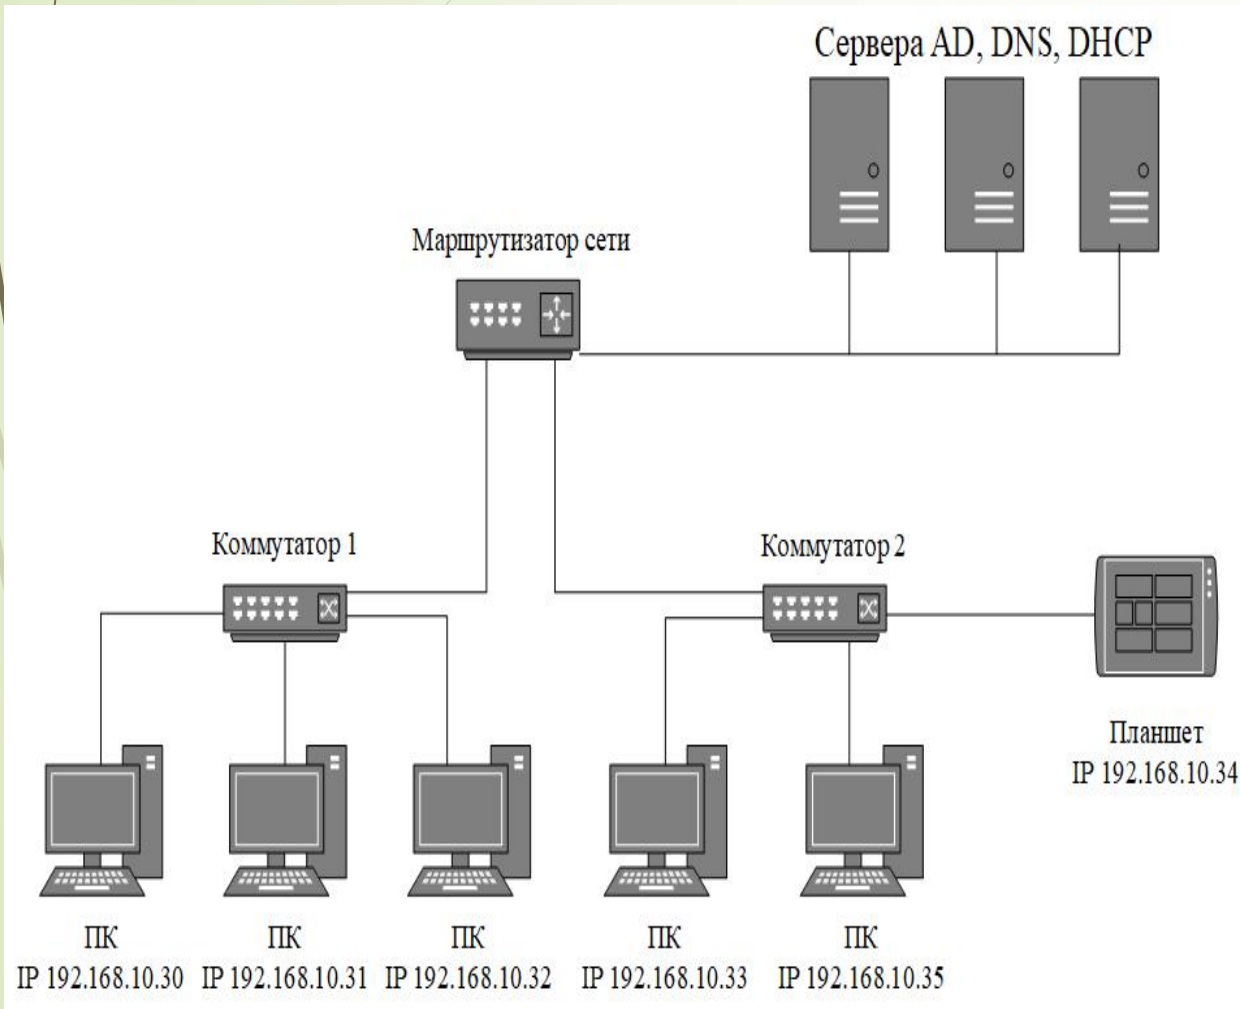 Сервера AD, DNS, DHCP
Маршрутизатор сети
Коммутатор 1
Коммутатор 2
Планшет
IP 192.168.10.34
ПК
IP 192.168.10.30
ПК
IP 192.168.10.31
ПК
IP 192.168.10.32
ПК
IP 192.168.10.33
ПК
IP 192.168.10.35